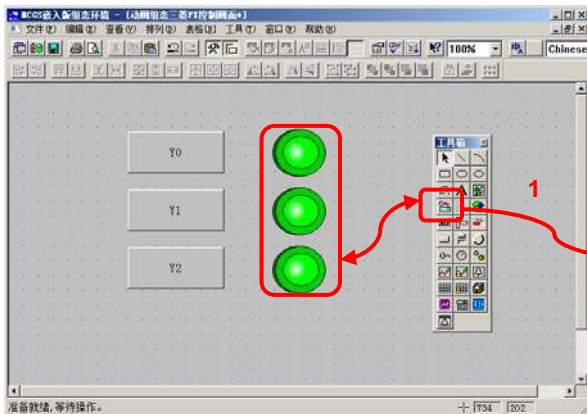 MCGS嵌入版组态环境 - [动画组态三菱FX控制画面*]
文件(F) 编辑(E) 查看(V) 排列(D) 表格(B) 工具(T) 窗口(W) 帮助(H)
100%
Chinese
工具箱
Y0
1
Y1
Y2
准备就绪,等待操作。
734 202